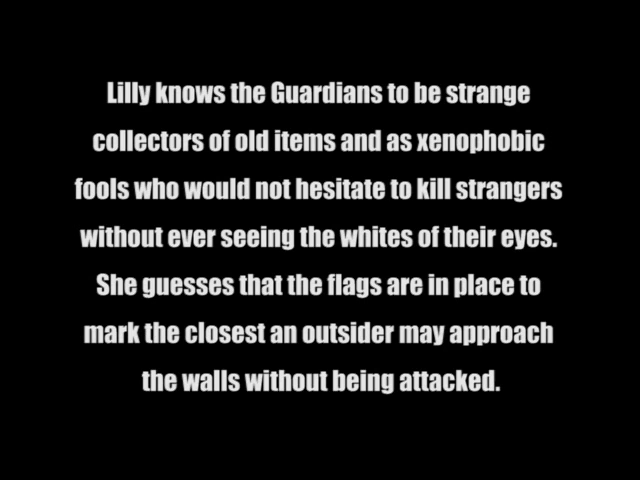 Lilly knows the Guardians to be strange
collectors of old items and as xenophobic
fools who would not hesitate to kill strangers
without ever seeing the whites of their eyes.
She guesses that the flags are in place to
mark the closest an outsider may approach
the walls without being attacked.